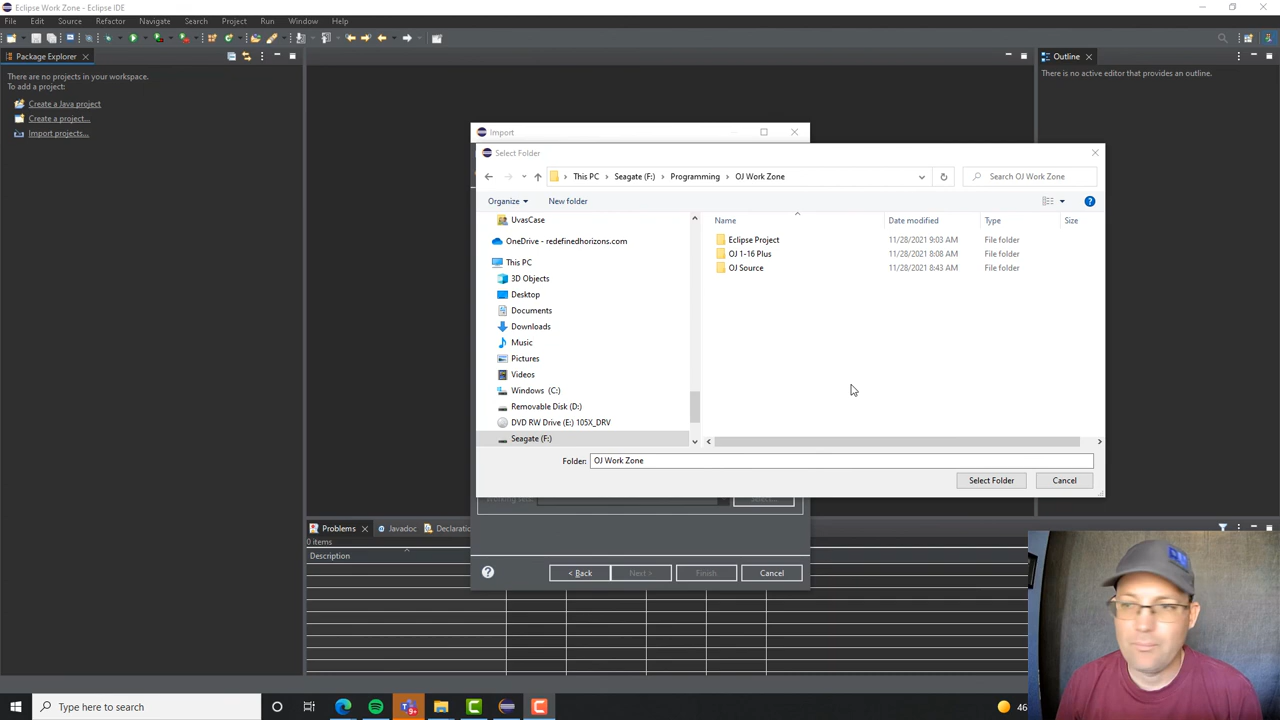 Eclipse Work Zone - Eclipse IDE
File Edit Source Refactor Navigate Search Project Run Window Help
Package Explorer
There are no projects in your workspace.
To add a project:
Create a Java project
Create a project...
Import projects...
Outline
There is no active editor that provides an outline.
Import
Select Folder
This PC > Seagate (F:) > Programming > OJ Work Zone
Search OJ Work Zone
Organize New folder
Name Date modified Type Size
UvasCase
OneDrive - redefinedhorizons.com
This PC
3D Objects
Desktop
Documents
Downloads
Music
Pictures
Videos
Windows (C:)
Removable Disk (D:)
DVD RW Drive (E:) 105X_DRV
Seagate (F:)
Eclipse Project 11/28/2021 9:03 AM File folder
OJ 1-16 Plus 11/28/2021 8:08 AM File folder
OJ Source 11/28/2021 8:43 AM File folder
Folder: OJ Work Zone
Select Folder Cancel
Working sets: Select...
< Back Next > Finish Cancel
Problems Javadoc Declaratio
0 items
Description
Type here to search
9+
46